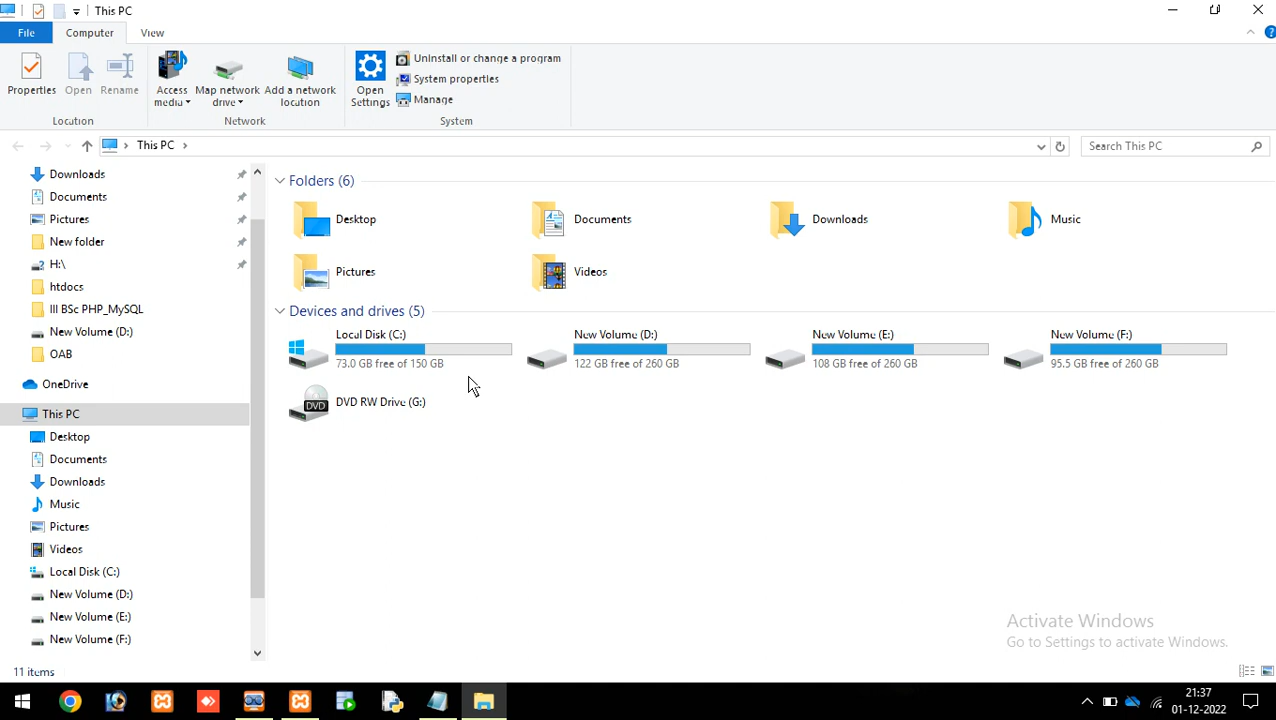 This PC
File Computer View
Properties Open Rename Access media Map network drive Add a network location Open Settings Uninstall or change a program
System properties
Manage
Location Network System
This PC
Search This PC
Downloads
Documents
Pictures
New folder
H:\
htdocs
III BSc PHP_MySQL
New Volume (D:)
OAB
OneDrive
This PC
Desktop
Documents
Downloads
Music
Pictures
Videos
Local Disk (C:)
New Volume (D:)
New Volume (E:)
New Volume (F:)
Folders (6)
Desktop Documents Downloads Music
Pictures Videos
Devices and drives (5)
Local Disk (C:) New Volume (D:) New Volume (E:) New Volume (F:)
73.0 GB free of 150 GB 122 GB free of 260 GB 108 GB free of 260 GB 95.5 GB free of 260 GB
DVD DVD RW Drive (G:)
Activate Windows
Go to Settings to activate Windows.
11 items
21:37
01-12-2022